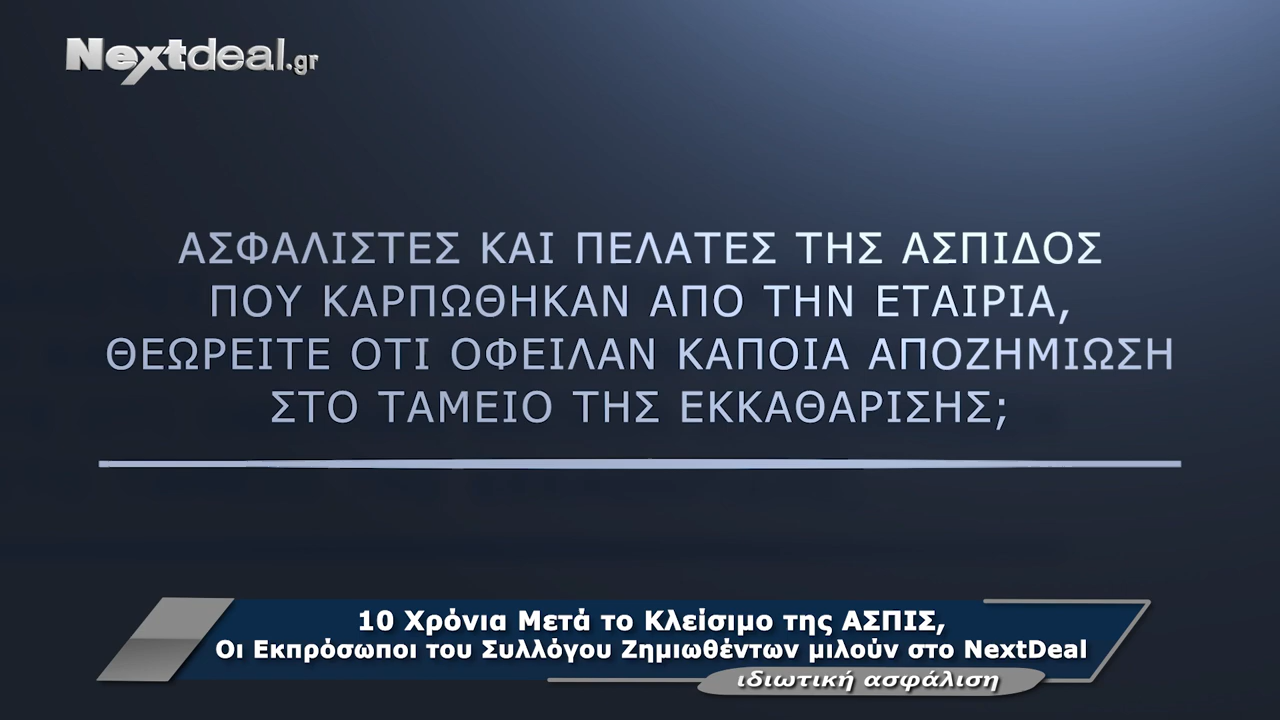 Nextdeal.gr
ΑΣΦΑΛΙΣΤΕΣ ΚΑΙ ΠΕΛΑΤΕΣ ΤΗΣ ΑΣΠΙΔΟΣ
ΠΟΥ ΚΑΡΠΩΘΗΚΑΝ ΑΠΟ ΤΗΝ ΕΤΑΙΡΙΑ,
ΘΕΩΡΕΙΤΕ ΟΤΙ ΟΦΕΙΛΑΝ ΚΑΠΟΙΑ ΑΠΟΖΗΜΙΩΣΗ
ΣΤΟ ΤΑΜΕΙΟ ΤΗΣ ΕΚΚΑΘΑΡΙΣΗΣ;
10 Χρόνια Μετά το Κλείσιμο της ΑΣΠΙΣ,
Οι Εκπρόσωποι του Συλλόγου Ζημιωθέντων μιλούν στο NextDeal
ιδιωτική ασφάλιση